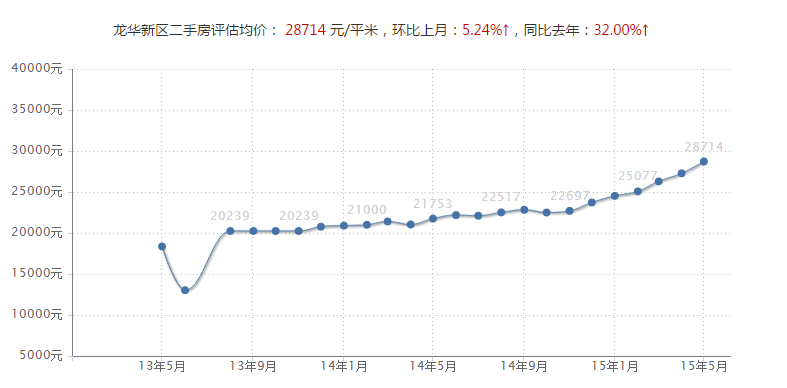 龙华新区二手房评估均价： 28714 元/平米，环比上月：5.24%↑，同比去年：32.00%↑
40000元
35000元
30000元
25000元
20000元
15000元
10000元
5000元
20239
20239
21000
21753
22517
22697
25077
28714
13年5月
13年9月
14年1月
14年5月
14年9月
15年1月
15年5月